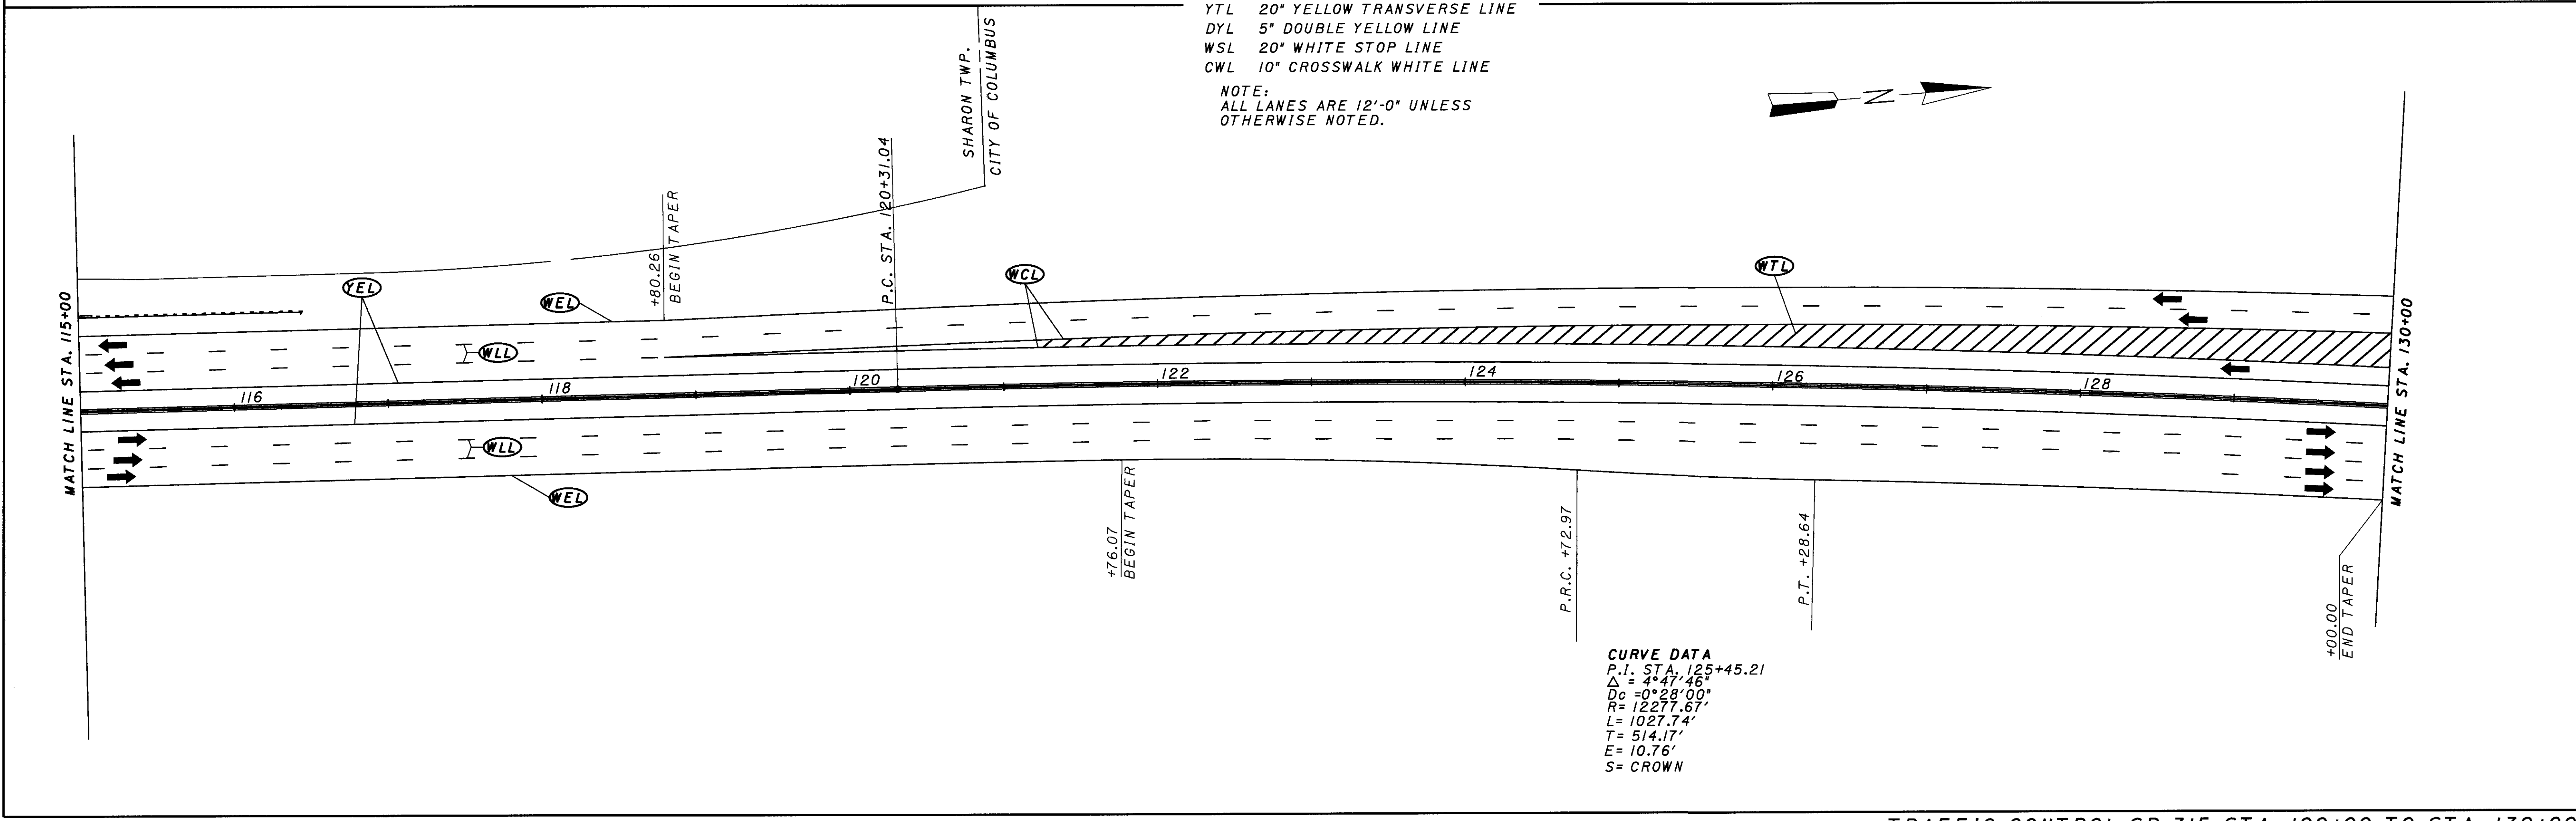 YTL 20" YELLOW TRANSVERSE LINE
DYL 5" DOUBLE YELLOW LINE
WSL 20" WHITE STOP LINE
CWL 10" CROSSWALK WHITE LINE
NOTE:
ALL LANES ARE 12'-0" UNLESS
OTHERWISE NOTED.
N
SHARON TWP.
CITY OF COLUMBUS
MATCH LINE STA. 115+00
+80.26
BEGIN TAPER
P.C. STA. 120+31.04
YEL
WEL
WCL
WTL
WLL
116
118
120
122
124
126
128
WLL
WEL
MATCH LINE STA. 130+00
+76.07
BEGIN TAPER
P.R.C. +72.97
P.T. +28.64
+00.00
END TAPER
CURVE DATA
P.I. STA. 125+45.21
Δ = 4°47'46"
Dc =0°28'00"
R= 12277.67'
L= 1027.74'
T= 514.17'
E= 10.76'
S= CROWN